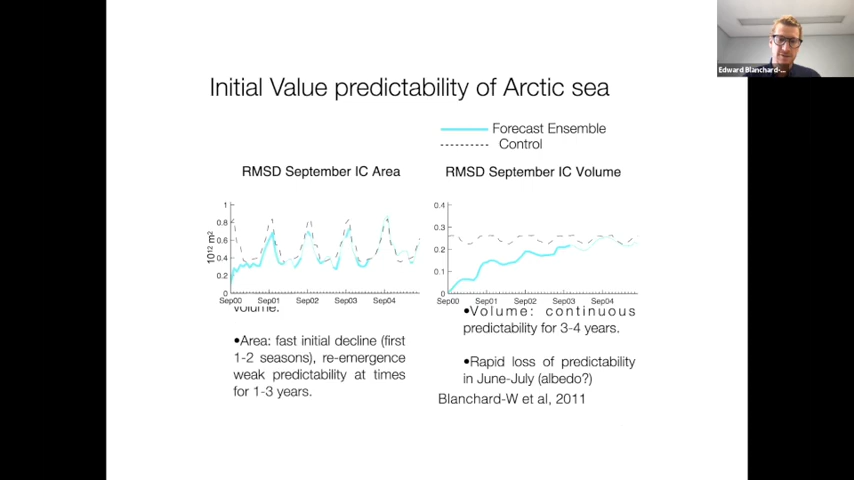 Edward Blanchard-...
Initial Value predictability of Arctic sea
Forecast Ensemble
Control
RMSD September IC Area
RMSD September IC Volume
1
0.8
0.6
0.4
0.2
0
10¹² m²
Sep00 Sep01 Sep02 Sep03 Sep04
0.4
0.3
0.2
0.1
0
Sep00 Sep01 Sep02 Sep03 Sep04
volume.
•Area: fast initial decline (first
1-2 seasons), re-emergence
weak predictability at times
for 1-3 years.
•Volume: continuous
predictability for 3-4 years.
•Rapid loss of predictability
in June-July (albedo?)
Blanchard-W et al, 2011